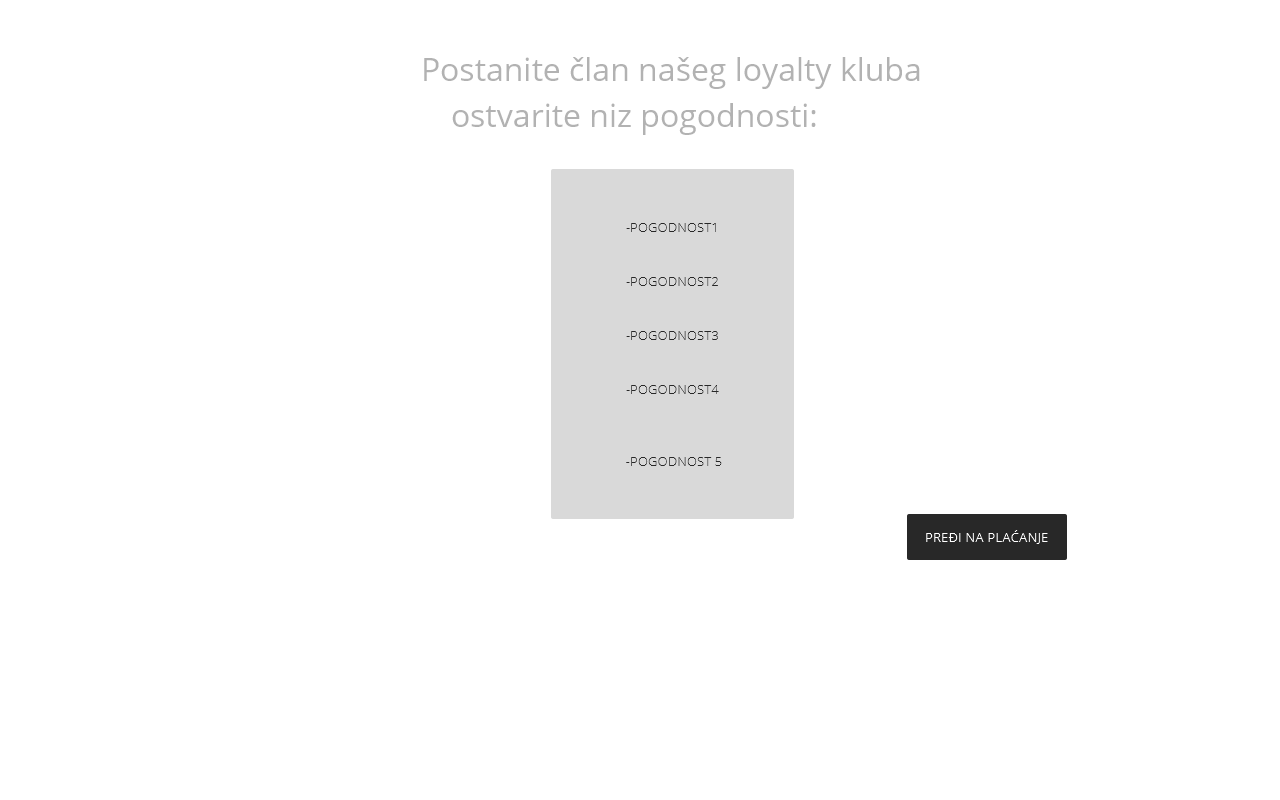 Postanite član našeg loyalty kluba
ostvarite niz pogodnosti:
-POGODNOST1
-POGODNOST2
-POGODNOST3
-POGODNOST4
-POGODNOST 5
PREĐI NA PLAĆANJE